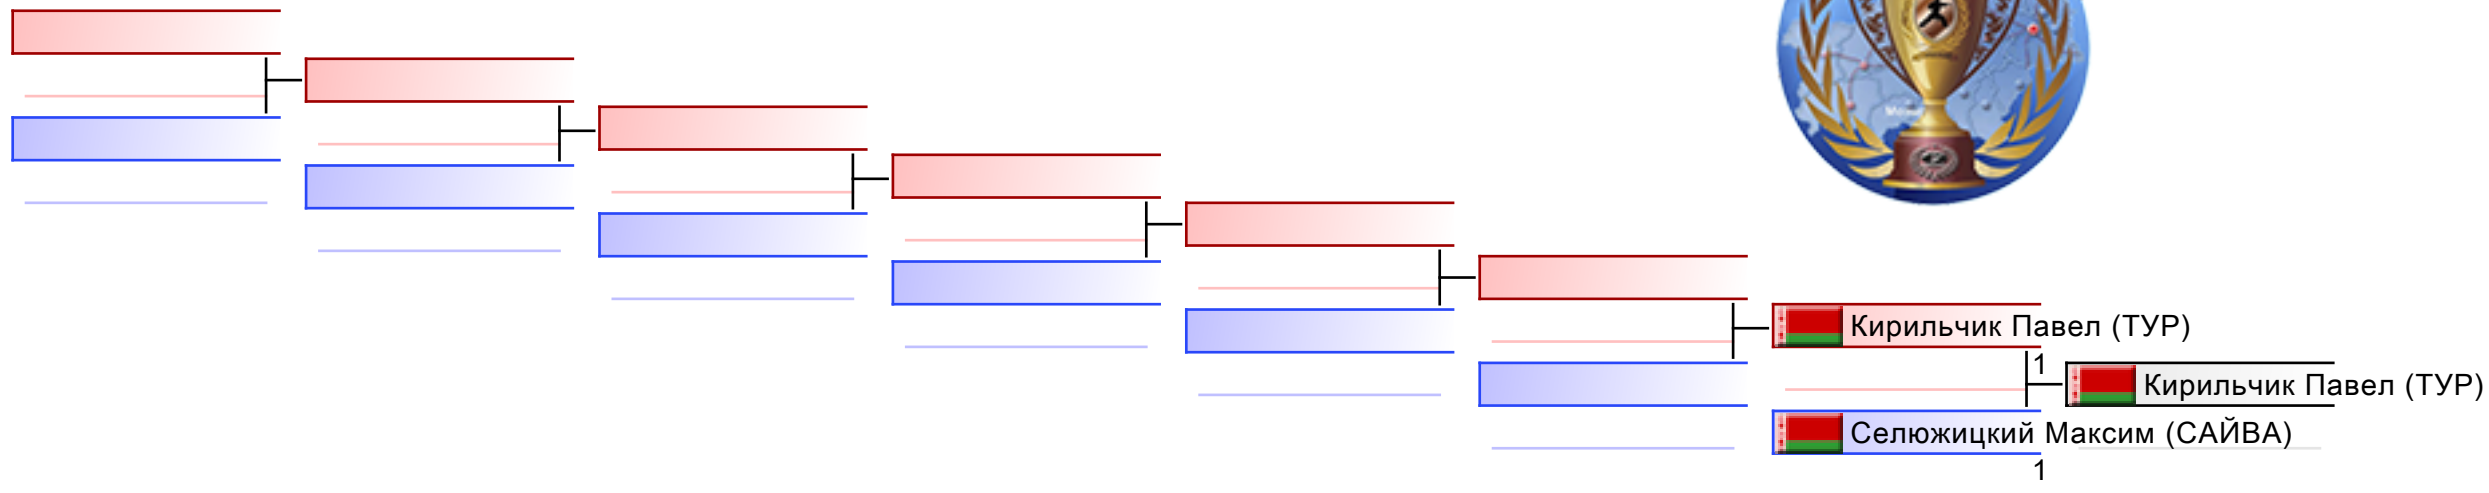 Кирильчик Павел (ТУР)
1
Кирильчик Павел (ТУР)
Селюжицкий Максим (САЙВА)
1